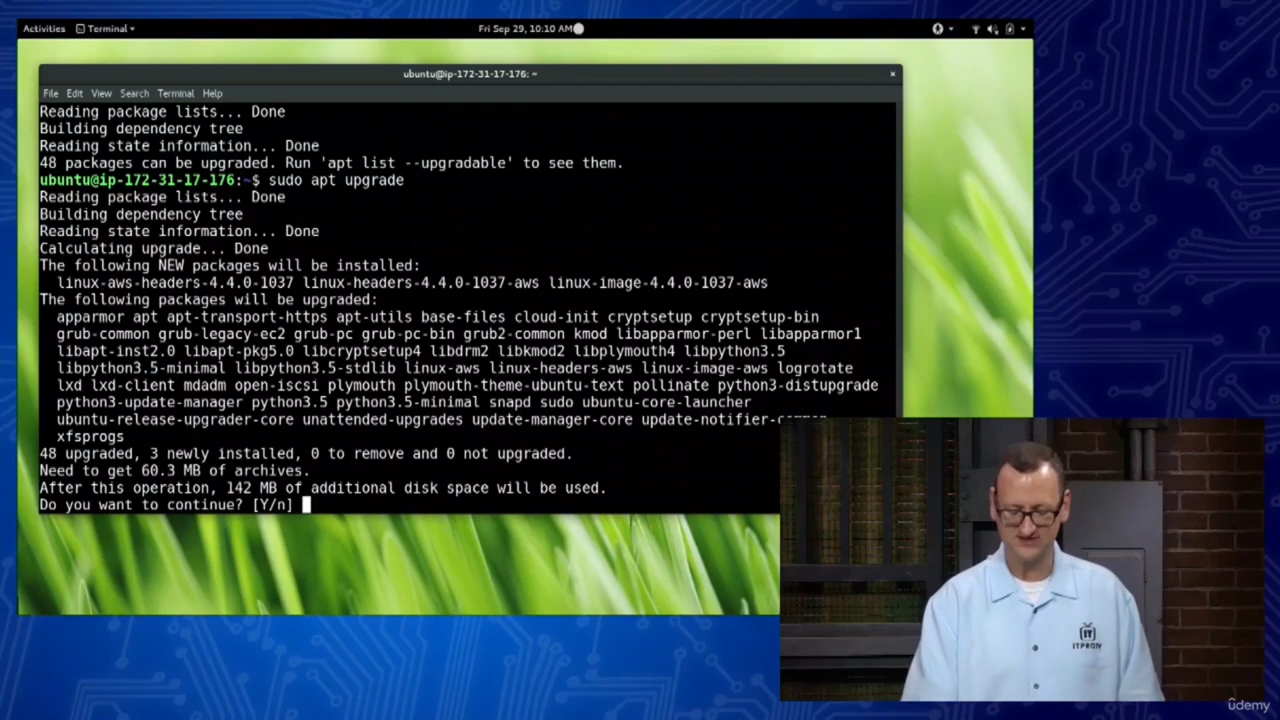 Activities Terminal Fri Sep 29, 10:10 AM
ubuntu@ip-172-31-17-176: ~
File Edit View Search Terminal Help
Reading package lists... Done
Building dependency tree
Reading state information... Done
48 packages can be upgraded. Run 'apt list --upgradable' to see them.
ubuntu@ip-172-31-17-176:~$ sudo apt upgrade
Reading package lists... Done
Building dependency tree
Reading state information... Done
Calculating upgrade... Done
The following NEW packages will be installed:
linux-aws-headers-4.4.0-1037 linux-headers-4.4.0-1037-aws linux-image-4.4.0-1037-aws
The following packages will be upgraded:
apparmor apt apt-transport-https apt-utils base-files cloud-init cryptsetup cryptsetup-bin
grub-common grub-legacy-ec2 grub-pc grub-pc-bin grub2-common kmod libapparmor-perl libapparmor1
libapt-inst2.0 libapt-pkg5.0 libcryptsetup4 libdrm2 libkmod2 libplymouth4 libpython3.5
libpython3.5-minimal libpython3.5-stdlib linux-aws linux-headers-aws linux-image-aws logrotate
lxd lxd-client mdadm open-iscsi plymouth plymouth-theme-ubuntu-text pollinate python3-distupgrade
python3-update-manager python3.5 python3.5-minimal snapd sudo ubuntu-core-launcher
ubuntu-release-upgrader-core unattended-upgrades update-manager-core update-notifier-common
xfsprogs
48 upgraded, 3 newly installed, 0 to remove and 0 not upgraded.
Need to get 60.3 MB of archives.
After this operation, 142 MB of additional disk space will be used.
Do you want to continue? [Y/n]
IT
ITPROTV
ûdemy